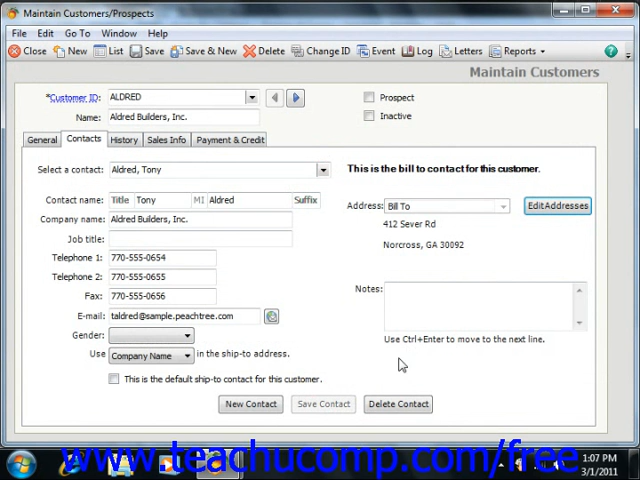 Maintain Customers/Prospects
File Edit Go To Window Help
Close New List Save Save & New Delete Change ID Event Log Letters Reports
Maintain Customers
*Customer ID: ALDRED
Prospect
Name: Aldred Builders, Inc.
Inactive
General Contacts History Sales Info Payment & Credit
Select a contact: Aldred, Tony
This is the bill to contact for this customer.
Contact name: Title Tony MI Aldred Suffix
Address: Bill To Edit Addresses
Company name: Aldred Builders, Inc.
412 Sever Rd
Job title:
Norcross, GA 30092
Telephone 1: 770-555-0654
Telephone 2: 770-555-0655
Fax: 770-555-0656
Notes:
E-mail: taldred@sample.peachtree.com
Gender:
Use Ctrl+Enter to move to the next line.
Use Company Name in the ship-to address.
This is the default ship-to contact for this customer.
New Contact Save Contact Delete Contact
www.teachucomp.com/free
1:07 PM
3/1/2011